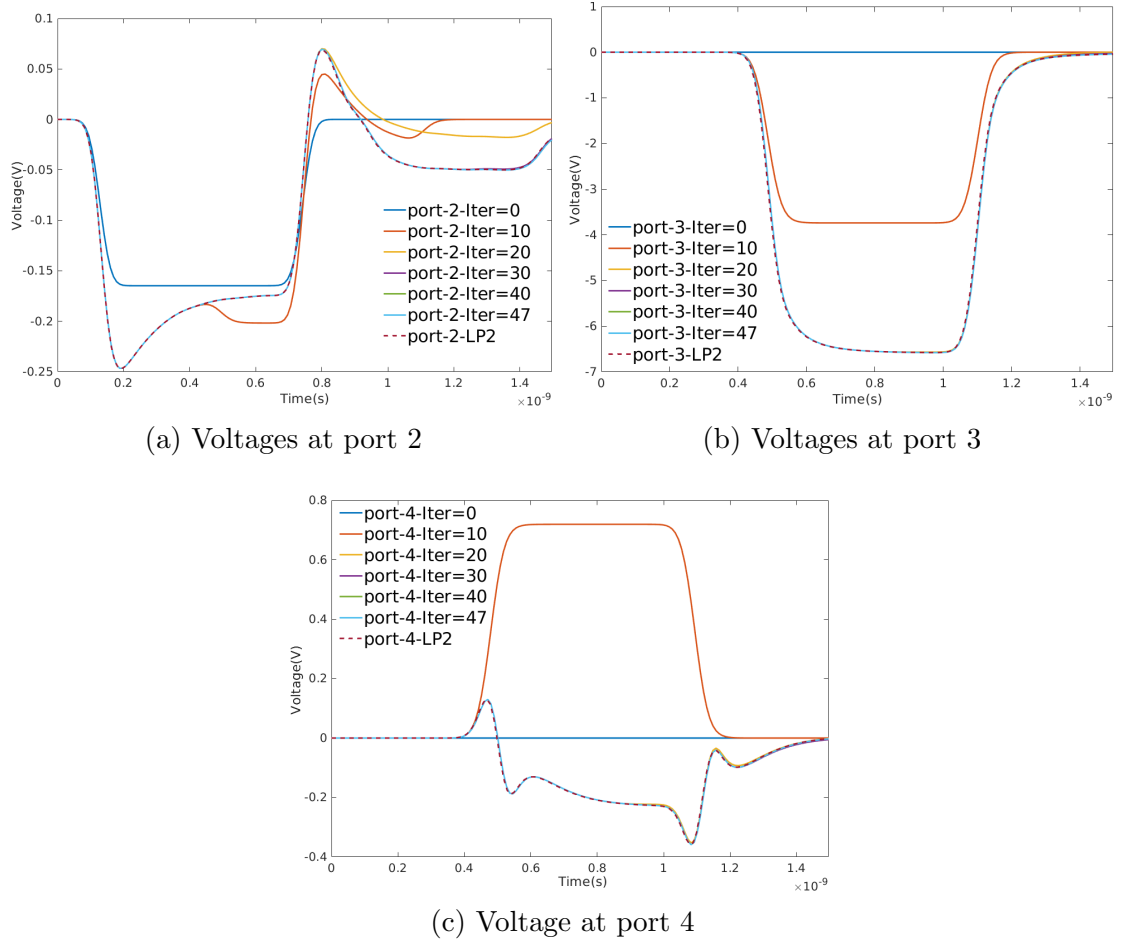 0.1
0.05
0
-0.05
-0.1
-0.15
-0.2
-0.25
Voltage(V)
port-2-Iter=0
port-2-Iter=10
port-2-Iter=20
port-2-Iter=30
port-2-Iter=40
port-2-Iter=47
port-2-LP2
0 0.2 0.4 0.6 0.8 1 1.2 1.4
Time(s)
×10⁻⁹
(a) Voltages at port 2
0
-1
-2
-3
-4
-5
-6
-7
Voltage(V)
port-3-Iter=0
port-3-Iter=10
port-3-Iter=20
port-3-Iter=30
port-3-Iter=40
port-3-Iter=47
port-3-LP2
0 0.2 0.4 0.6 0.8 1 1.2 1.4
Time(s)
×10⁻⁹
(b) Voltages at port 3
0.8
0.6
0.4
0.2
0
-0.2
-0.4
Voltage(V)
port-4-Iter=0
port-4-Iter=10
port-4-Iter=20
port-4-Iter=30
port-4-Iter=40
port-4-Iter=47
port-4-LP2
0 0.2 0.4 0.6 0.8 1 1.2 1.4
Time(s)
×10⁻⁹
(c) Voltage at port 4